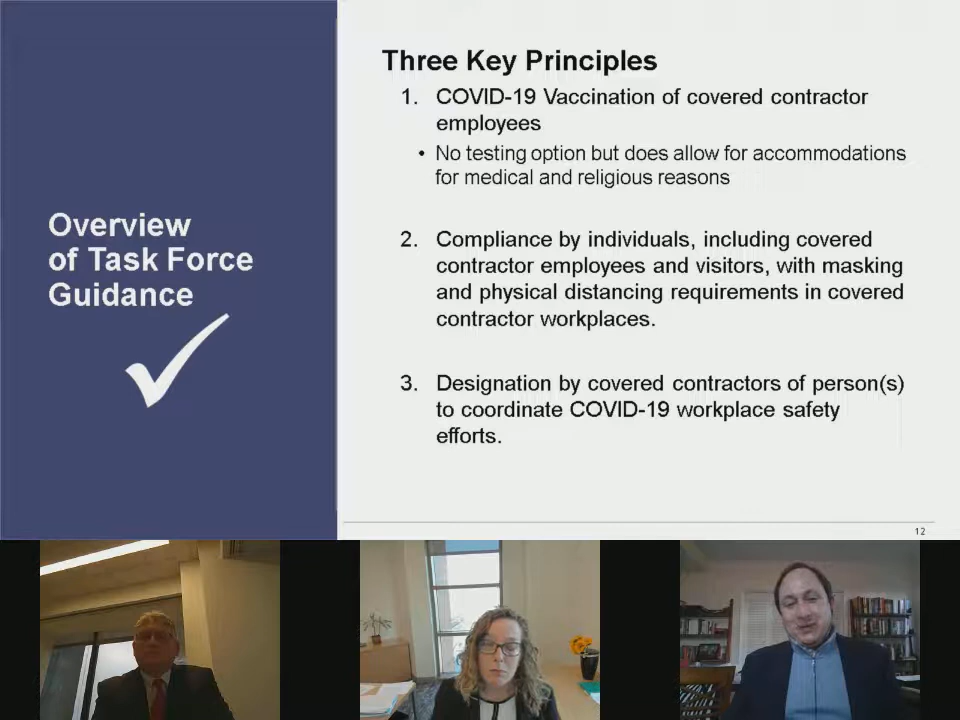 Overview
of Task Force
Guidance
Three Key Principles
1. COVID-19 Vaccination of covered contractor
employees
• No testing option but does allow for accommodations
for medical and religious reasons
2. Compliance by individuals, including covered
contractor employees and visitors, with masking
and physical distancing requirements in covered
contractor workplaces.
3. Designation by covered contractors of person(s)
to coordinate COVID-19 workplace safety
efforts.
12